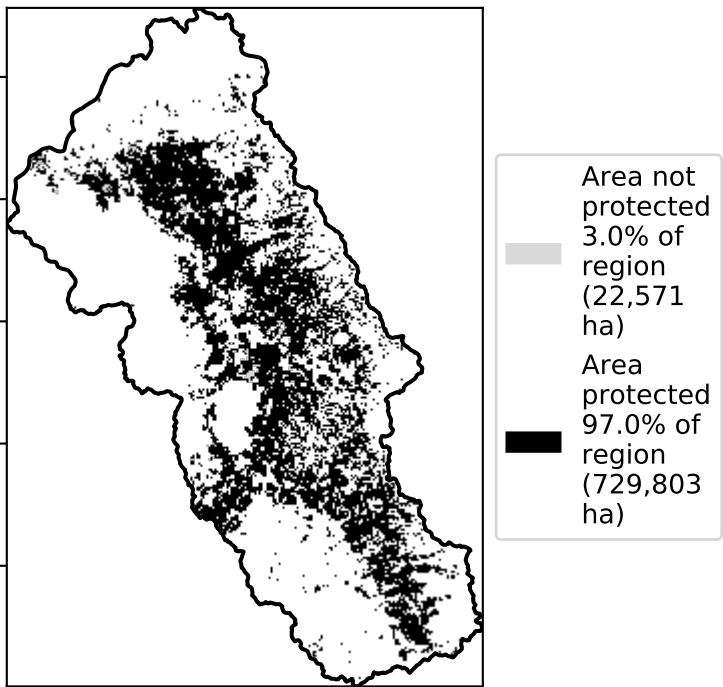 Area not
protected
3.0% of
region
(22,571
ha)
Area
protected
97.0% of
region
(729,803
ha)